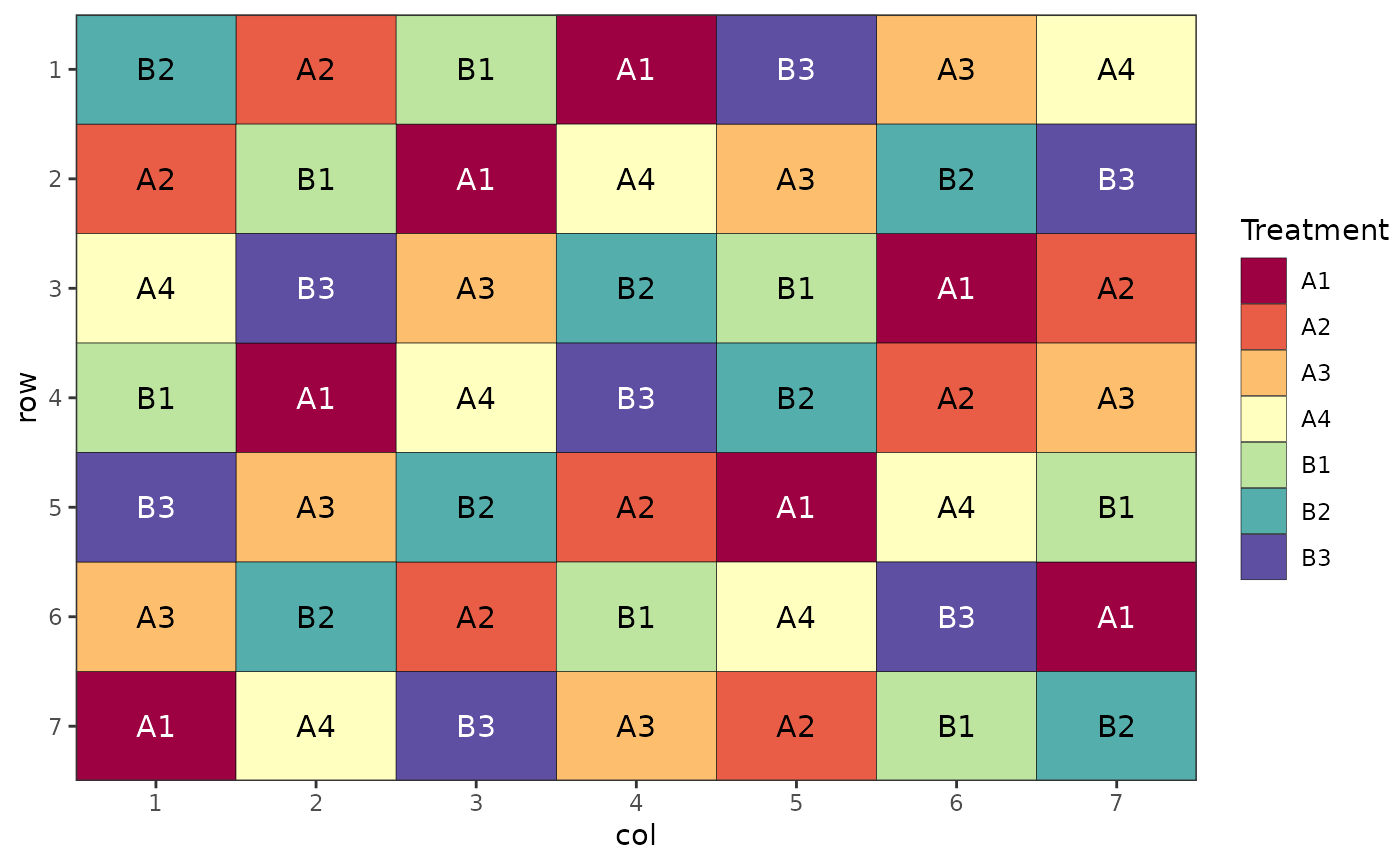 1 B2 A2 B1 A1 B3 A3 A4
2 A2 B1 A1 A4 A3 B2 B3
3 A4 B3 A3 B2 B1 A1 A2
4 B1 A1 A4 B3 B2 A2 A3
5 B3 A3 B2 A2 A1 A4 B1
6 A3 B2 A2 B1 A4 B3 A1
7 A1 A4 B3 A3 A2 B1 B2
1 2 3 4 5 6 7
col
row
Treatment
A1
A2
A3
A4
B1
B2
B3